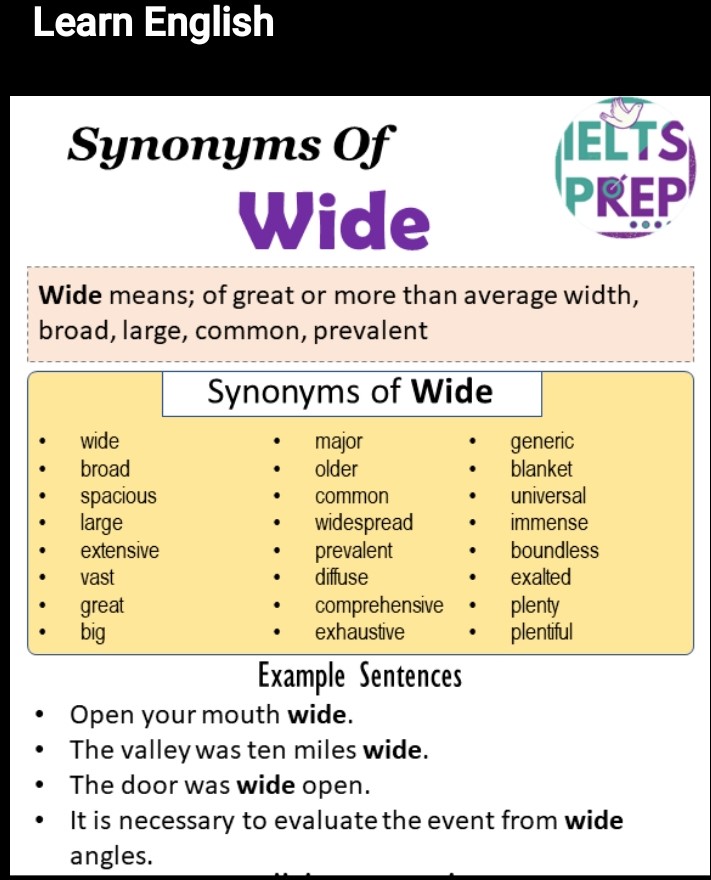 Learn English
Synonyms Of
Wide
IELTS
PREP
Wide means; of great or more than average width,
broad, large, common, prevalent
Synonyms of Wide
• wide
• broad
• spacious
• large
• extensive
• vast
• great
• big
• major
• older
• common
• widespread
• prevalent
• diffuse
• comprehensive
• exhaustive
• generic
• blanket
• universal
• immense
• boundless
• exalted
• plenty
• plentiful
Example Sentences
• Open your mouth wide.
• The valley was ten miles wide.
• The door was wide open.
• It is necessary to evaluate the event from wide
angles.